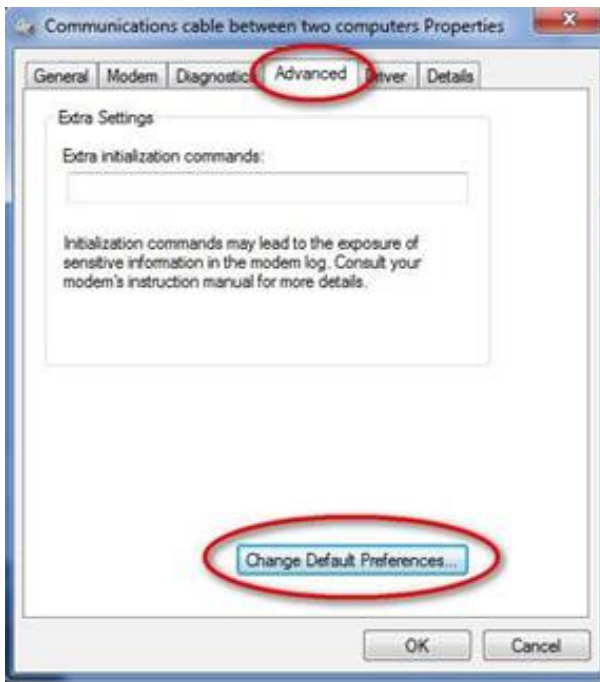 Communications cable between two computers Properties
General Modem Diagnostics Advanced Driver Details
Extra Settings
Extra initialization commands:
Initialization commands may lead to the exposure of
sensitive information in the modem log. Consult your
modem's instruction manual for more details.
Change Default Preferences...
OK Cancel